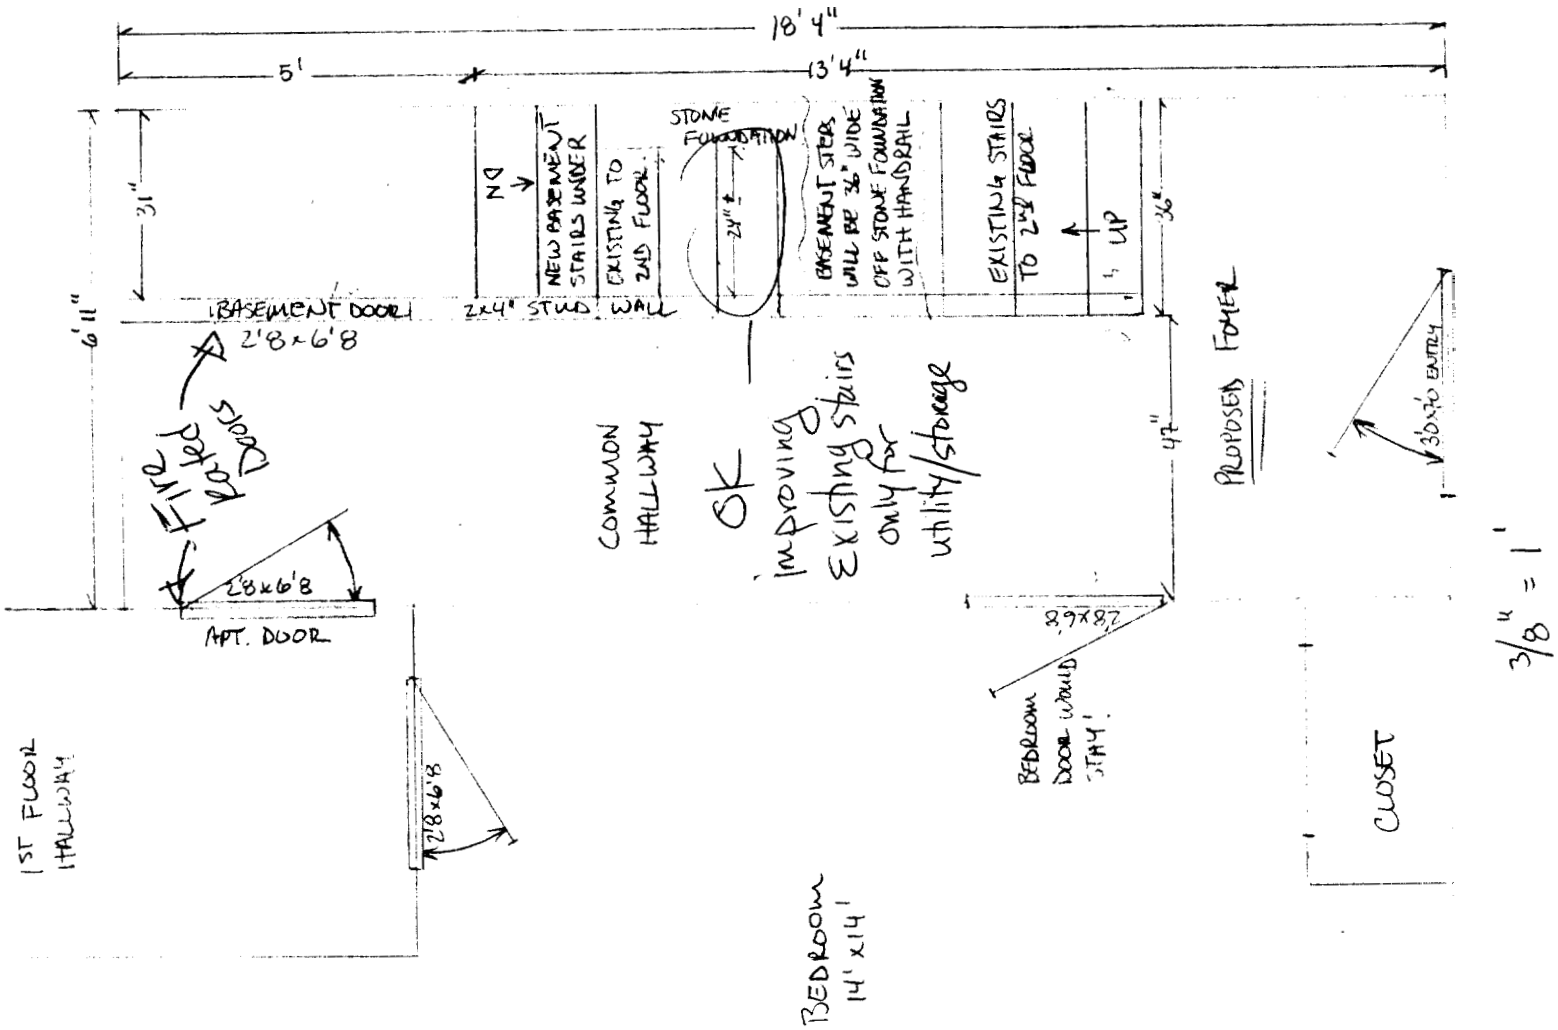 18' 4"
5'
13' 4"
6' 11"
31"
DN
NEW BASEMENT
STAIRS UNDER
EXISTING TO
2ND FLOOR.
STONE
FOUNDATION
24" ±
BASEMENT STEPS
WILL BE 36" WIDE
OFF STONE FOUNDATION
WITH HANDRAIL
EXISTING STAIRS
TO 2ND FLOOR
UP
36"
BASEMENT DOOR
2'8 x 6'8
2x4" STUD WALL
Fire
Rated
Doors
COMMON
HALLWAY
OK
improving
Existing stairs
only for
utility/storage
47"
PROPOSED FOYER
3'0x7'0 ENTRY
2'8x6'8
APT. DOOR
2'8x6'8
BEDROOM
DOOR WOULD
STAY!
1ST FLOOR
HALLWAY
2'8x6'8
BEDROOM
14' x 14'
CLOSET
3/8" = 1'